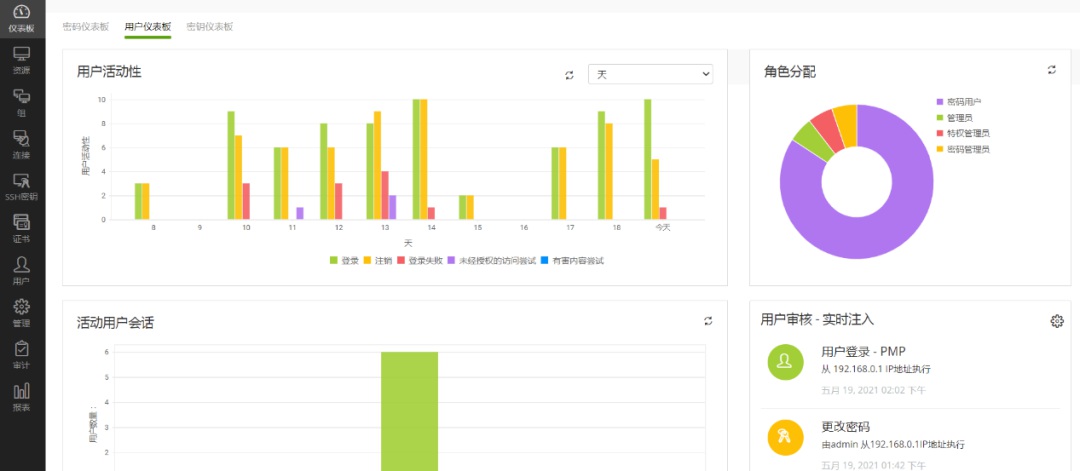 仪表板
资源
组
连接
SSH密钥
证书
用户
管理
审计
报表
密码仪表板 用户仪表板 密钥仪表板
用户活动性
天
用户活动性
10
8
6
4
2
0
8 9 10 11 12 13 14 15 16 17 18 今天
天
登录 注销 登录失败 未经授权的访问尝试 有害内容尝试
角色分配
密码用户
管理员
特权管理员
密码管理员
活动用户会话
用户数量：
6
5
4
3
2
用户审核 - 实时注入
用户登录 - PMP
从 192.168.0.1 IP地址执行
五月 19, 2021 02:02 下午
更改密码
由admin 从192.168.0.1IP地址执行
五月 19, 2021 01:42 下午